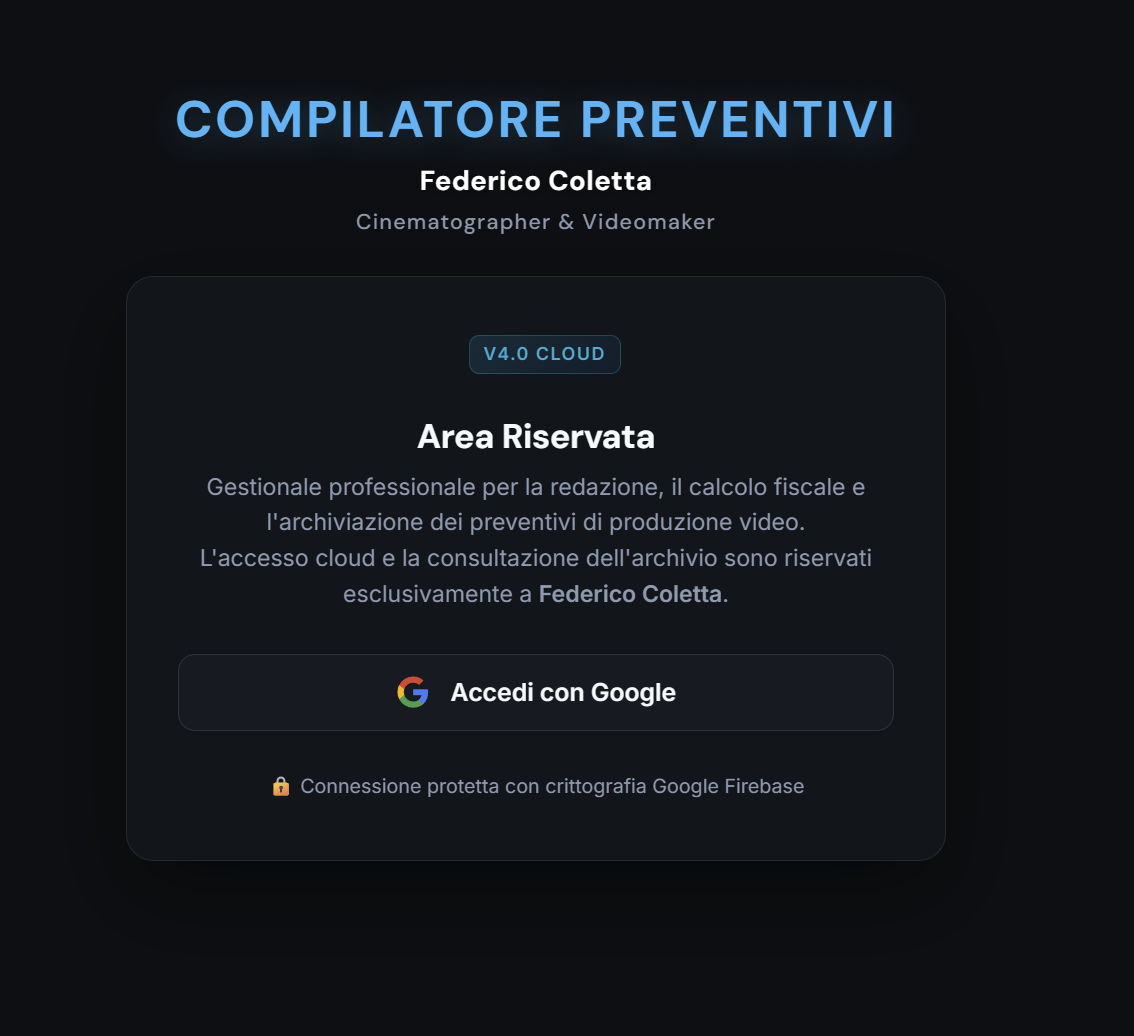 COMPILATORE PREVENTIVI
Federico Coletta
Cinematographer & Videomaker
V4.0 CLOUD
Area Riservata
Gestionale professionale per la redazione, il calcolo fiscale e
l'archiviazione dei preventivi di produzione video.
L'accesso cloud e la consultazione dell'archivio sono riservati
esclusivamente a Federico Coletta.
Accedi con Google
Connessione protetta con crittografia Google Firebase